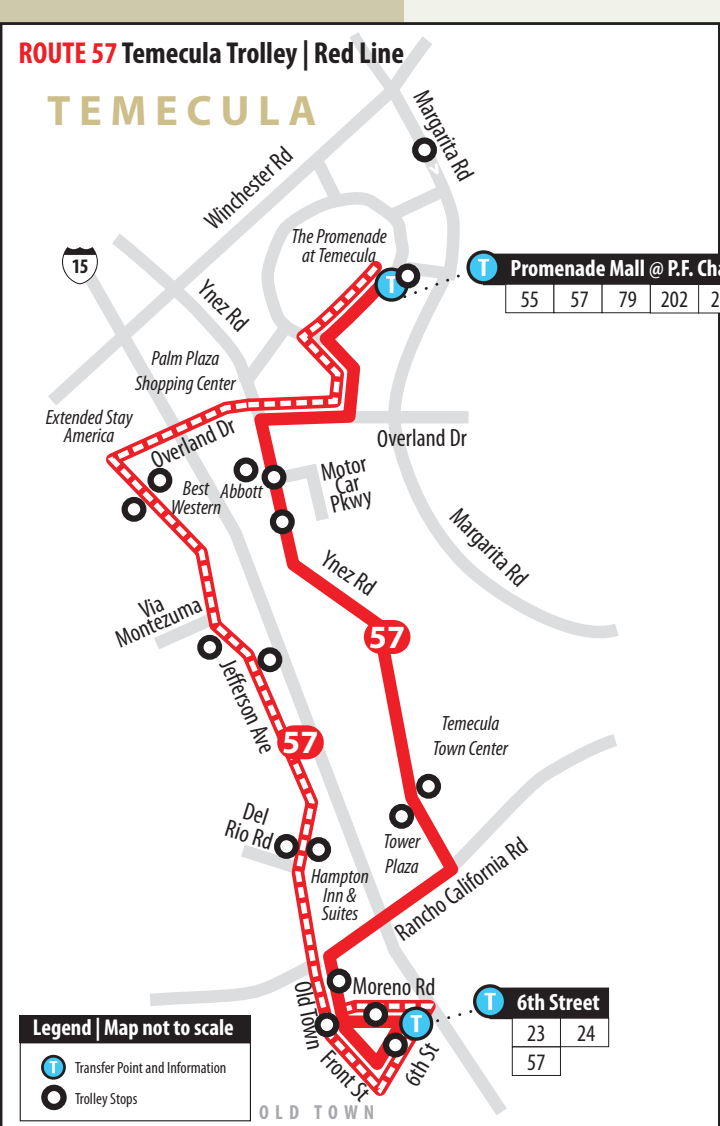 ROUTE 57 Temecula Trolley | Red Line
TEMECULA
Margarita Rd
Winchester Rd
The Promenade
at Temecula
15
T
T
Promenade Mall @ P.F. Cha
55 57 79 202 2
Ynez Rd
Palm Plaza
Shopping Center
Extended Stay
America
Overland Dr
Overland Dr
Best
Western
Abbott
Motor
Car
Pkwy
Margarita Rd
Ynez Rd
Via
Montezuma
57
Jefferson Ave
57
Temecula
Town Center
Del
Rio Rd
Tower
Plaza
Hampton
Inn &
Suites
Rancho California Rd
Old Town
Front St
Moreno Rd
T
6th St
T
6th Street
23 24
57
Legend | Map not to scale
T Transfer Point and Information
Trolley Stops
OLD TOWN